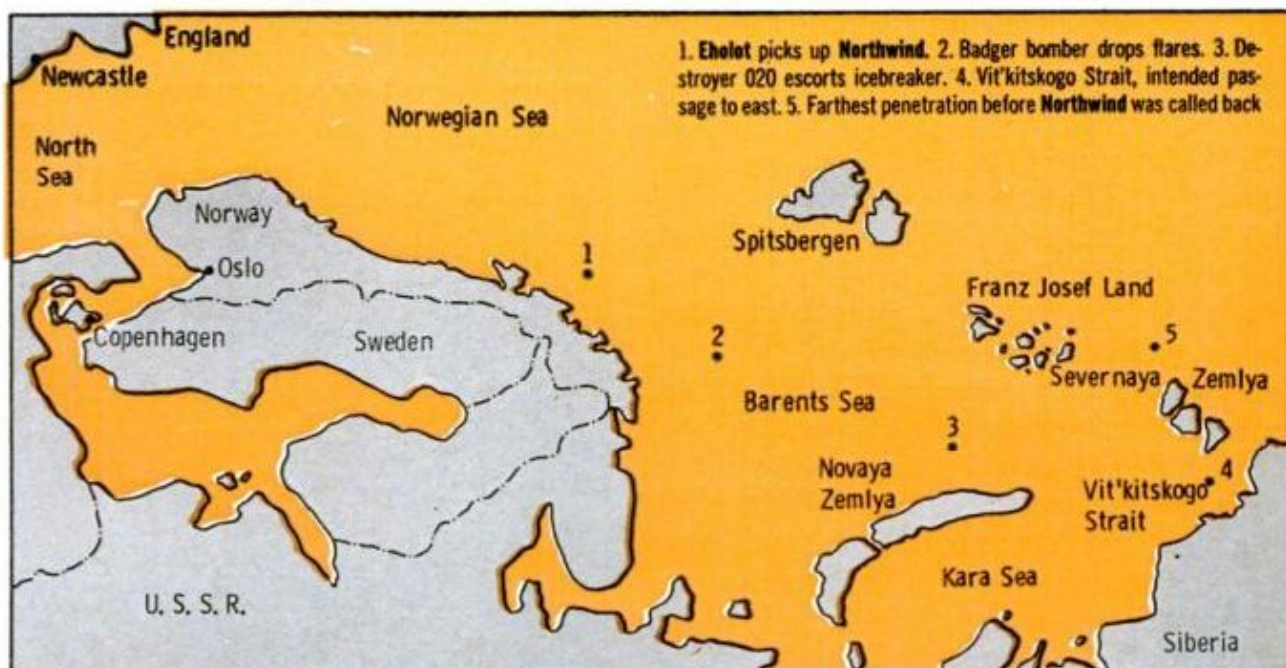 England
Newcastle
1. Eholot picks up Northwind. 2. Badger bomber drops flares. 3. De-
stroyer 020 escorts icebreaker. 4. Vit'kitskogo Strait, intended pas-
sage to east. 5. Farthest penetration before Northwind was called back
Norwegian Sea
North
Sea
Norway
Spitsbergen
1
Oslo
Franz Josef Land
Copenhagen
Sweden
2
5
Severnaya Zemlya
Barents Sea
3
Novaya
Zemlya
4
Vit'kitskogo
Strait
Kara Sea
U. S. S. R.
Siberia